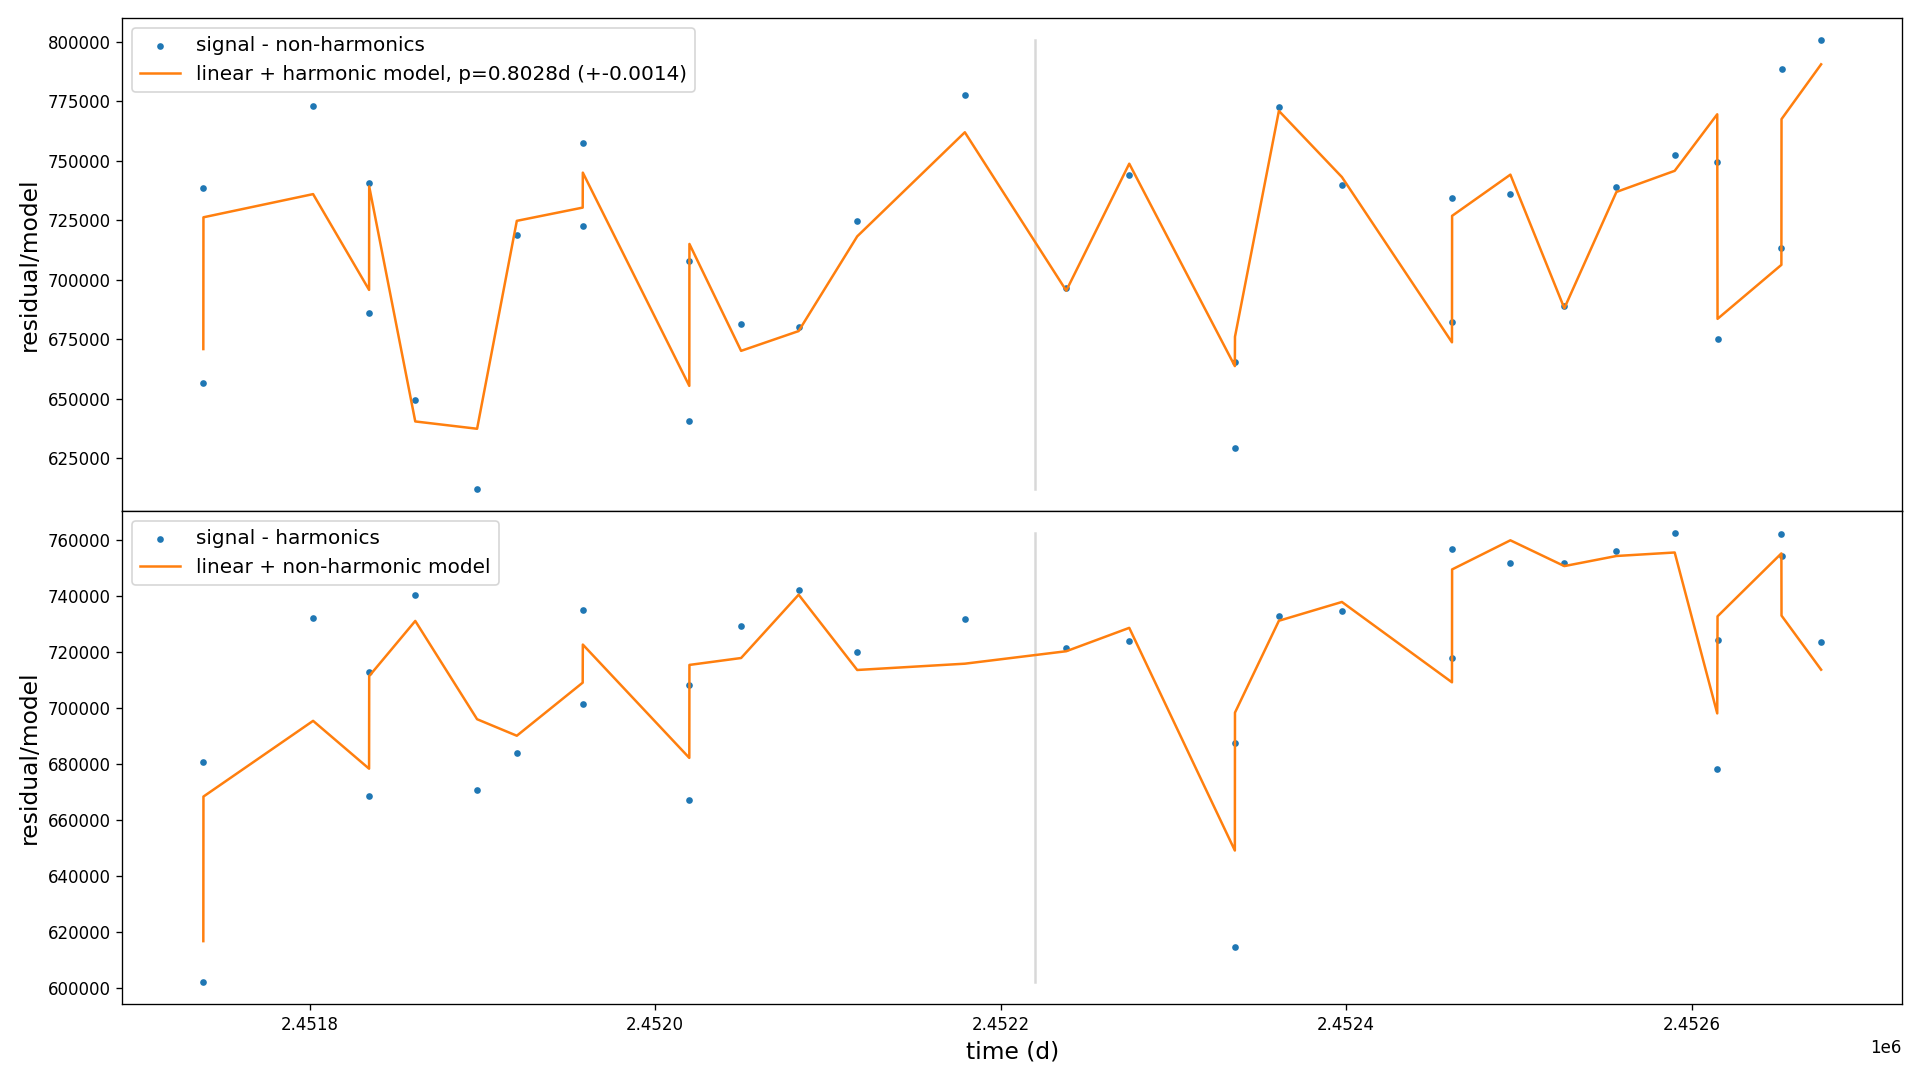 signal - non-harmonics
linear + harmonic model, p=0.8028d (+-0.0014)
800000
775000
750000
725000
700000
675000
650000
625000
residual/model
signal - harmonics
linear + non-harmonic model
760000
740000
720000
700000
680000
660000
640000
620000
600000
residual/model
2.4518
2.4520
2.4522
2.4524
2.4526
time (d)
1e6